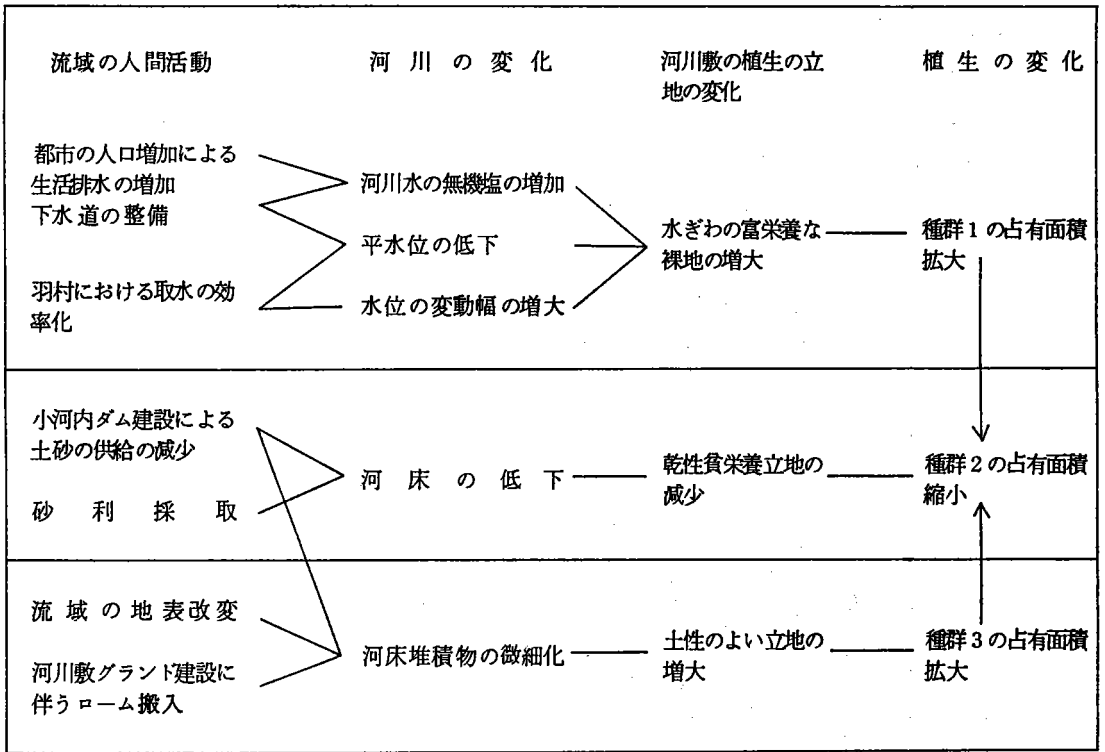 流域の人間活動
河川の変化
河川敷の植生の立
地の変化
植生の変化
都市の人口増加による
生活排水の増加
下水道の整備
羽村における取水の効
率化
河川水の無機塩の増加
平水位の低下
水位の変動幅の増大
水ぎわの富栄養な
裸地の増大
種群1の占有面積
拡大
小河内ダム建設による
土砂の供給の減少
砂利採取
河床の低下
乾性貧栄養立地の
減少
種群2の占有面積
縮小
流域の地表改変
河川敷グランド建設に
伴うローム搬入
河床堆積物の微細化
土性のよい立地の
増大
種群3の占有面積
拡大